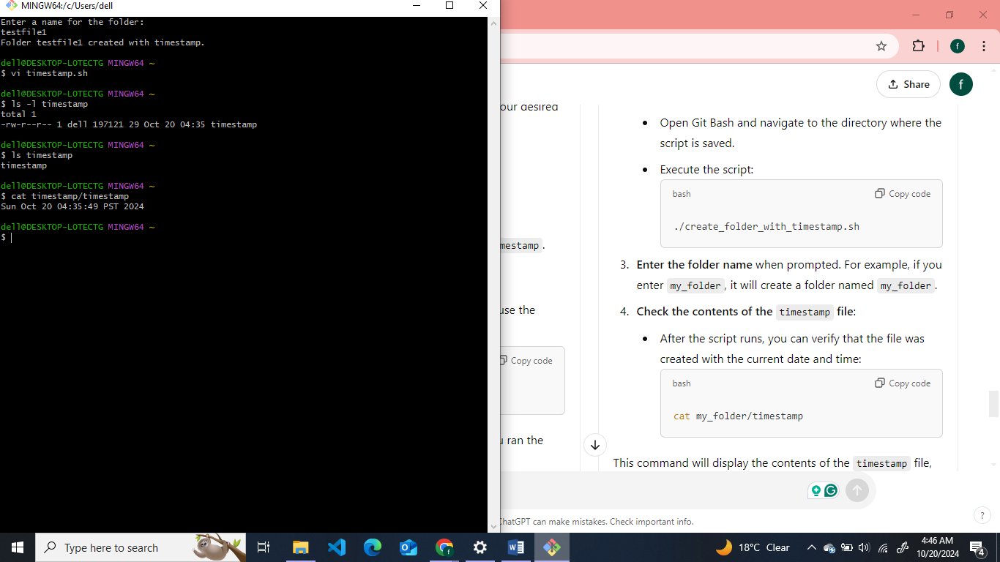 MINGW64:/c/Users/dell
Enter a name for the folder:
testfile1
Folder testfile1 created with timestamp.
dell@DESKTOP-LOTECTG MINGW64 ~
$ vi timestamp.sh
dell@DESKTOP-LOTECTG MINGW64 ~
$ ls -l timestamp
total 1
-rw-r--r-- 1 dell 197121 29 Oct 20 04:35 timestamp
dell@DESKTOP-LOTECTG MINGW64 ~
$ ls timestamp
timestamp
dell@DESKTOP-LOTECTG MINGW64 ~
$ cat timestamp/timestamp
Sun Oct 20 04:35:49 PST 2024
dell@DESKTOP-LOTECTG MINGW64 ~
$
f
Share
f
our desired
mestamp.
use the
Copy code
u ran the
• Open Git Bash and navigate to the directory where the
script is saved.
• Execute the script:
bash
Copy code
./create_folder_with_timestamp.sh
3. Enter the folder name when prompted. For example, if you
enter my_folder, it will create a folder named my_folder.
4. Check the contents of the timestamp file:
• After the script runs, you can verify that the file was
created with the current date and time:
bash
Copy code
cat my_folder/timestamp
This command will display the contents of the timestamp file,
ChatGPT can make mistakes. Check important info.
?
Type here to search
18°C Clear
4:46 AM
10/20/2024
4